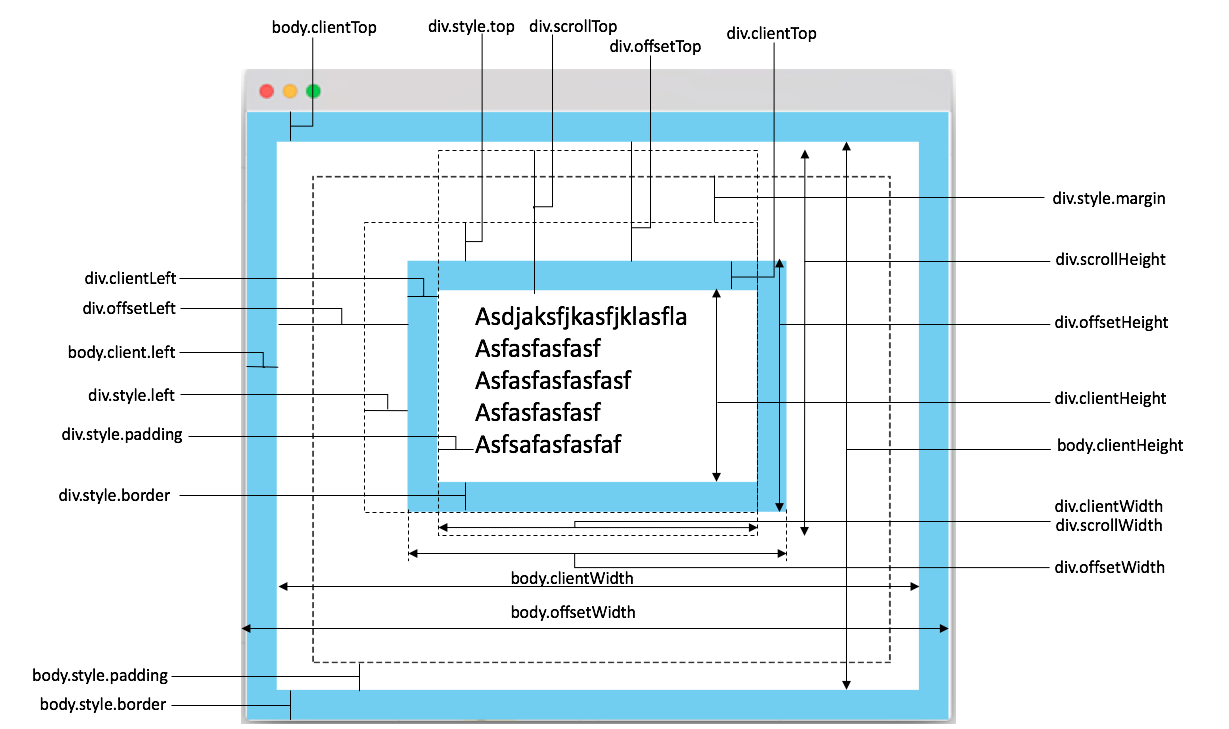 body.clientTop
div.style.top
div.scrollTop
div.offsetTop
div.clientTop
div.style.margin
div.scrollHeight
div.clientLeft
div.offsetLeft
div.offsetHeight
body.client.left
div.style.left
div.clientHeight
div.style.padding
body.clientHeight
Asdjaksfjkasfjklasfla
Asfasfasfasf
Asfasfasfasfasf
Asfasfasfasf
Asfsafasfasfaf
div.style.border
div.clientWidth
div.scrollWidth
div.offsetWidth
body.clientWidth
body.offsetWidth
body.style.padding
body.style.border